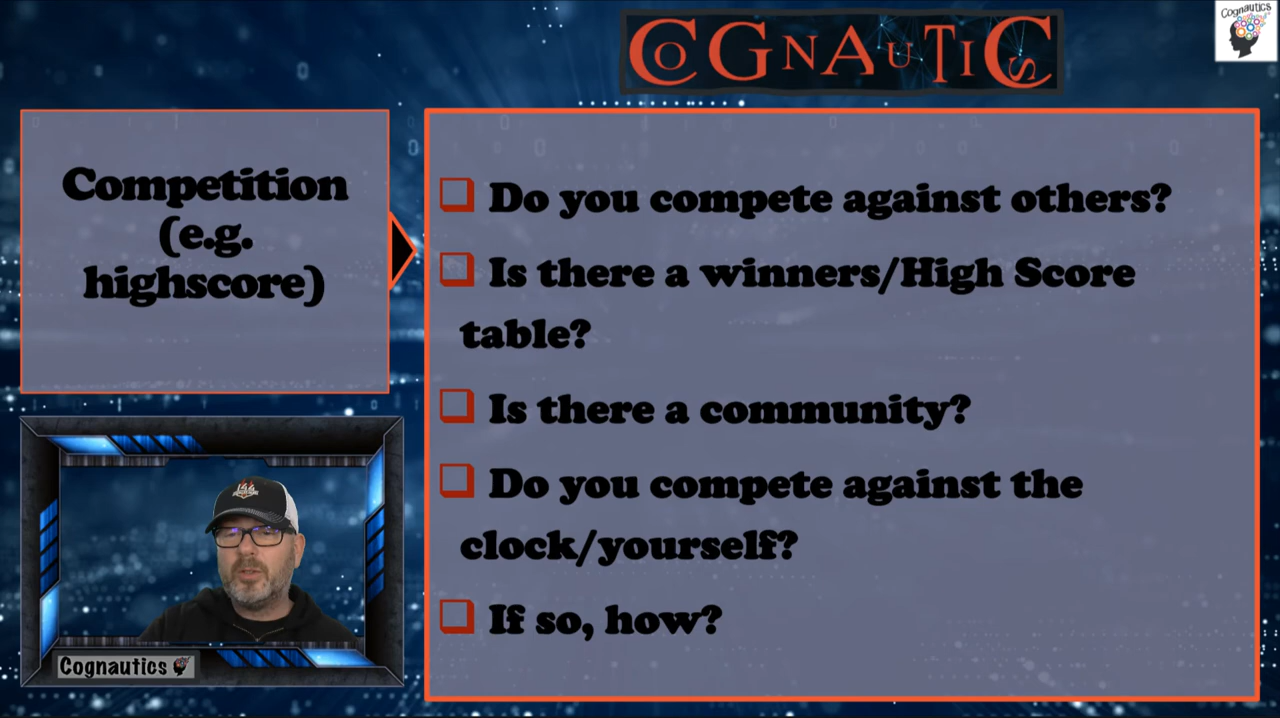 COGNAUTICS
Cognautics
Competition
(e.g.
highscore)
Do you compete against others?
Is there a winners/High Score
table?
Is there a community?
Do you compete against the
clock/yourself?
If so, how?
Cognautics